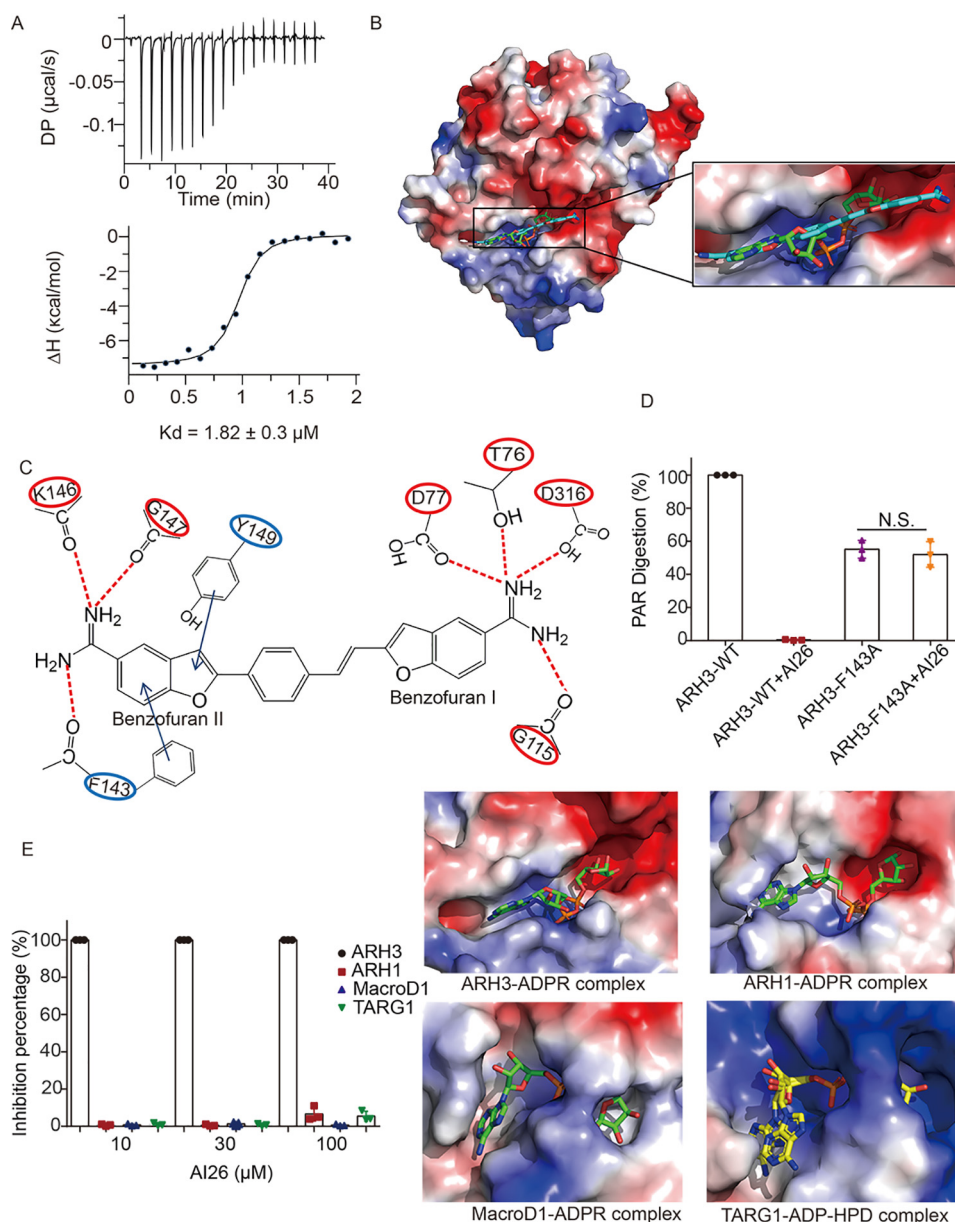 A
DP (µcal/s)
0
-0.05
-0.1
0 10 20 30 40
Time (min)
ΔH (кcal/mol)
0
-2
-4
-6
0 0.5 1 1.5 2
Kd = 1.82 ± 0.3 µM
B
C
K146
G147
Y149
D77
T76
D316
C
O
C
O
OH
OH
C
O
OH
C
O
OH
NH2
H2N
O
Benzofuran II
O
Benzofuran I
NH2
NH2
O
C
F143
O
C
G115
D
PAR Digestion (%)
100
80
60
40
20
0
N.S.
ARH3-WT
ARH3-WT+AI26
ARH3-F143A
ARH3-F143A+AI26
E
Inhibition percentage (%)
100
80
60
40
20
0
10 30 100
AI26 (µM)
ARH3
ARH1
MacroD1
TARG1
ARH3-ADPR complex
ARH1-ADPR complex
MacroD1-ADPR complex
TARG1-ADP-HPD complex